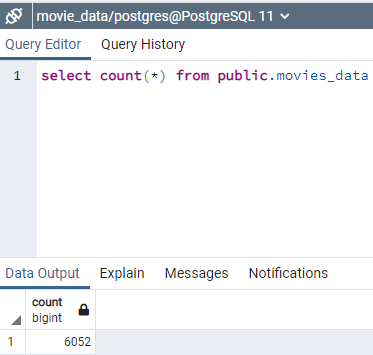 movie_data/postgres@PostgreSQL 11
Query Editor Query History
1 select count(*) from public.movies_data
Data Output Explain Messages Notifications
count
bigint
1 6052